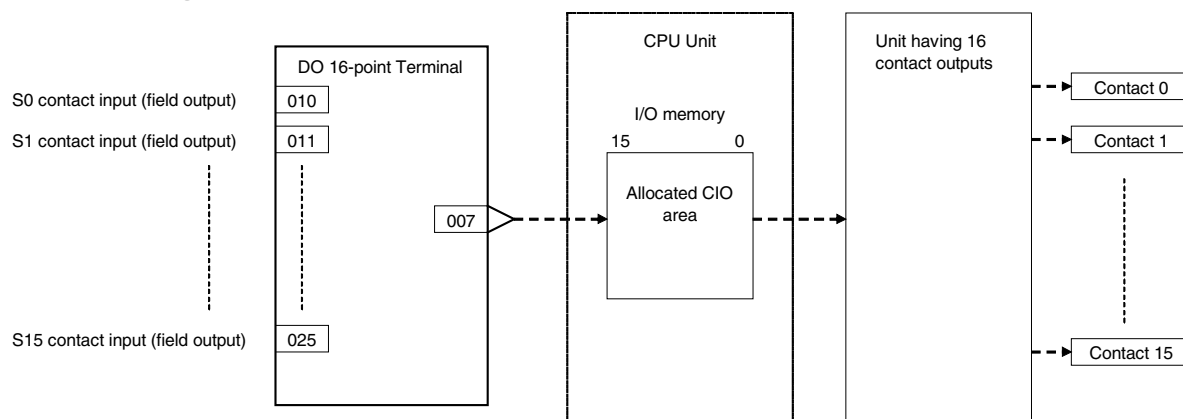 CPU Unit
Unit having 16
contact outputs
DO 16-point Terminal
S0 contact input (field output)
010
Contact 0
I/O memory
S1 contact input (field output)
011
15
0
Contact 1
Allocated CIO
area
007
S15 contact input (field output)
025
Contact 15